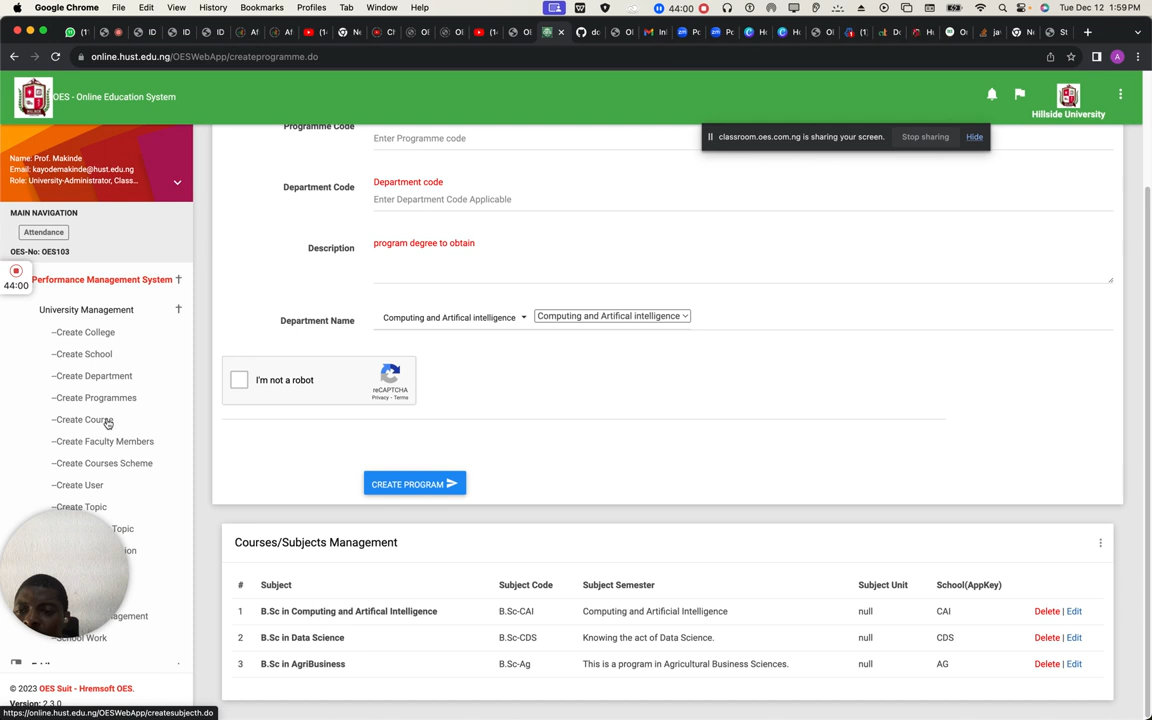 Google Chrome File Edit View History Bookmarks Profiles Tab Window Help 44:00 Tue Dec 12 1:59PM
online.hust.edu.ng/OESWebApp/createprogramme.do
OES - Online Education System
Hillside University
classroom.oes.com.ng is sharing your screen. Stop sharing Hide
Name: Prof. Makinde
Email: kayodemakinde@hust.edu.ng
Role: University-Administrator, Class...
MAIN NAVIGATION
Attendance
OES-No: OES103
44:00
Performance Management System
University Management
--Create College
--Create School
--Create Department
--Create Programmes
--Create Course
--Create Faculty Members
--Create Courses Scheme
--Create User
--Create Topic
Topic
© 2023 OES Suit - Hremsoft OES.
Version: 2.3.0
https://online.hust.edu.ng/OESWebApp/createsubjecth.do
Programme Code
Enter Programme code
Department Code
Department code
Enter Department Code Applicable
Description
program degree to obtain
Department Name
Computing and Artifical intelligence
Computing and Artifical intelligence
I'm not a robot
reCAPTCHA
Privacy - Terms
CREATE PROGRAM
Courses/Subjects Management
# Subject Subject Code Subject Semester Subject Unit School(AppKey)
1 B.Sc in Computing and Artifical Intelligence B.Sc-CAI Computing and Artificial Intelligence null CAI Delete | Edit
2 B.Sc in Data Science B.Sc-CDS Knowing the act of Data Science. null CDS Delete | Edit
3 B.Sc in AgriBusiness B.Sc-Ag This is a program in Agricultural Business Sciences. null AG Delete | Edit